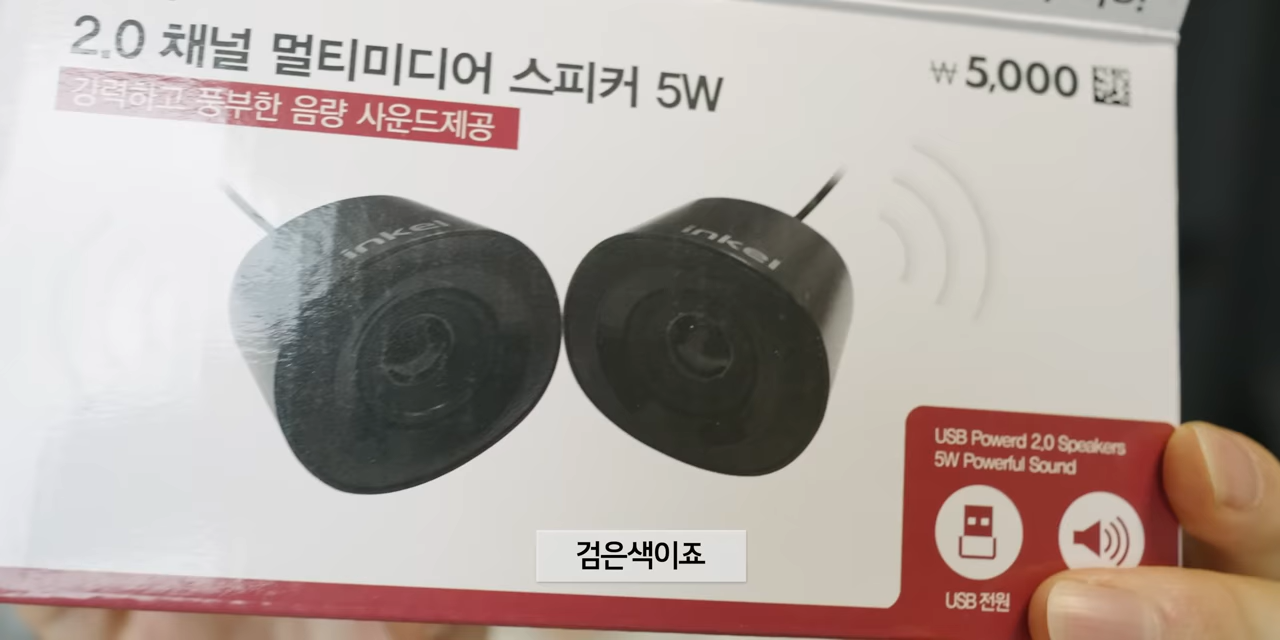 2.0 채널 멀티미디어 스피커 5W
₩ 5,000
강력하고 풍부한 음량 사운드제공
inkel
inkel
USB Powerd 2.0 Speakers
5W Powerful Sound
검은색이죠
USB 전원